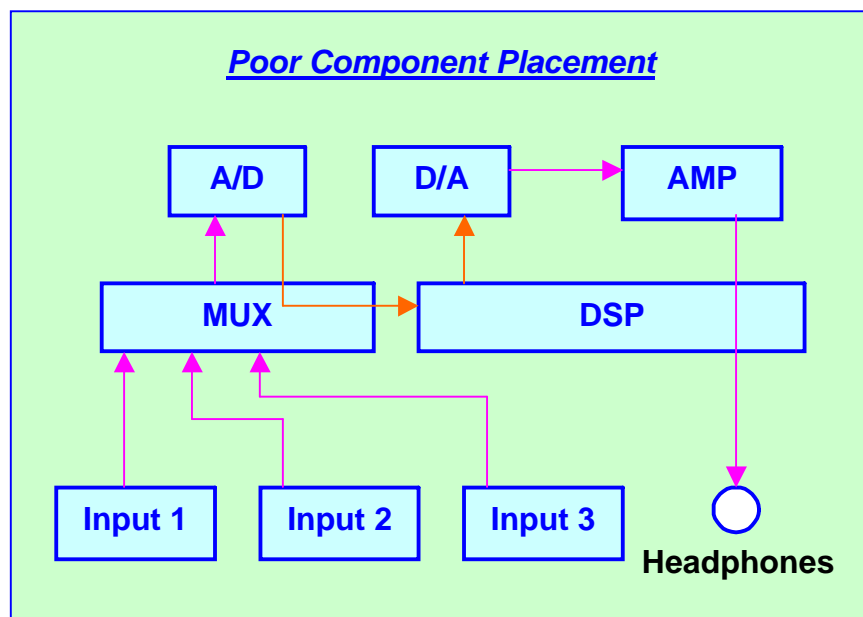 Poor Component Placement
A/D
D/A
AMP
MUX
DSP
Input 1
Input 2
Input 3
Headphones